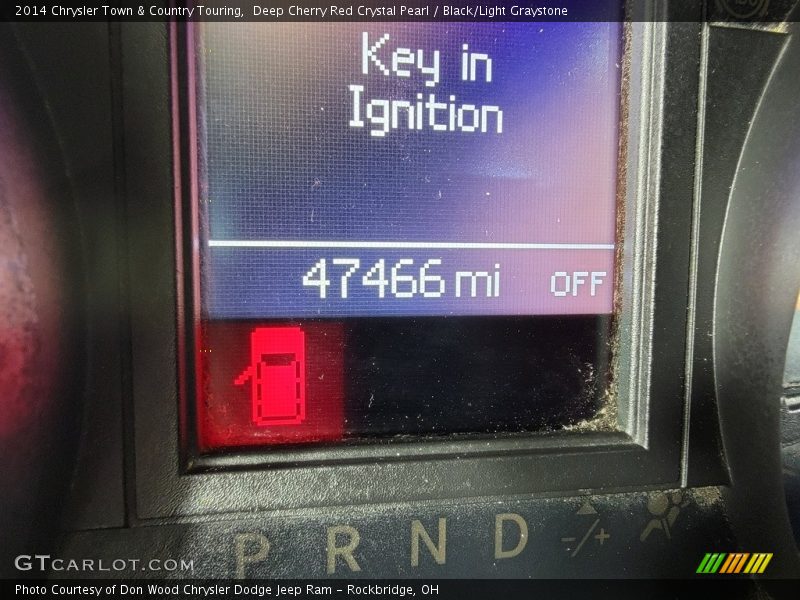 2014 Chrysler Town & Country Touring,  Deep Cherry Red Crystal Pearl / Black/Light Graystone
Key in
Ignition
47466 mi OFF
P R N D -/+
GTCARLOT.COM
Photo Courtesy of Don Wood Chrysler Dodge Jeep Ram – Rockbridge, OH